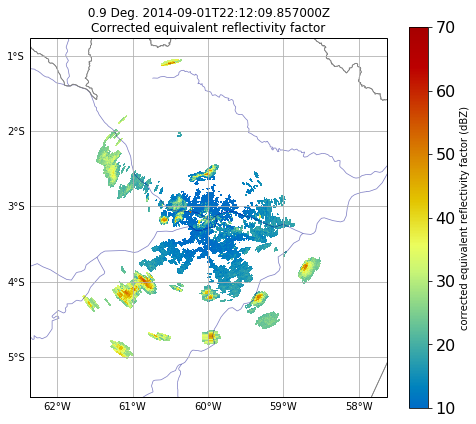 0.9 Deg. 2014-09-01T22:12:09.857000Z
Corrected equivalent reflectivity factor
1°S
2°S
3°S
4°S
5°S
62°W
61°W
60°W
59°W
58°W
70
60
50
40
30
20
10
corrected equivalent reflectivity factor (dBZ)